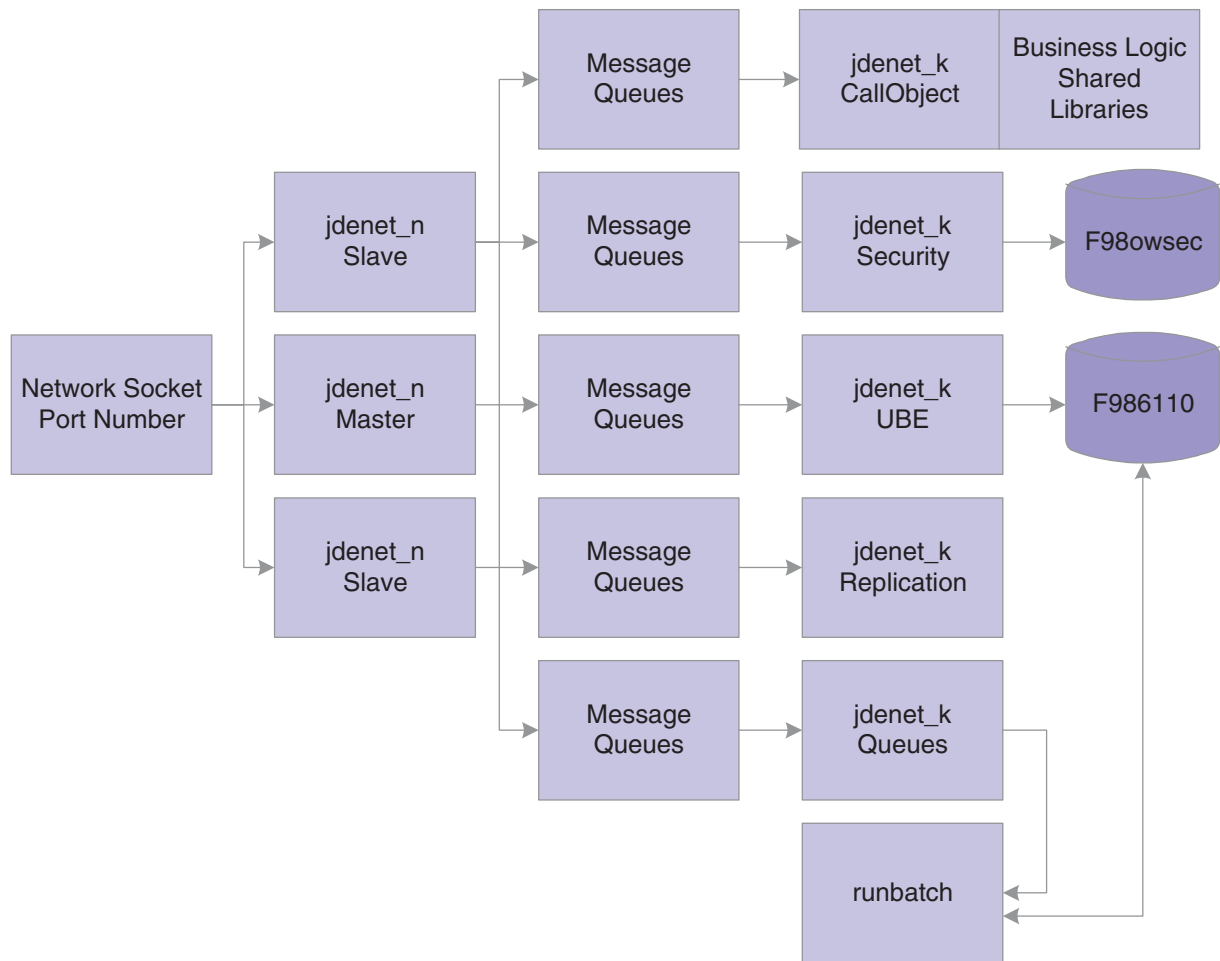 Message
Queues
jdenet_k
CallObject
Business Logic
Shared
Libraries
jdenet_n
Slave
Message
Queues
jdenet_k
Security
F98owsec
Network Socket
Port Number
jdenet_n
Master
Message
Queues
jdenet_k
UBE
F986110
jdenet_n
Slave
Message
Queues
jdenet_k
Replication
Message
Queues
jdenet_k
Queues
runbatch